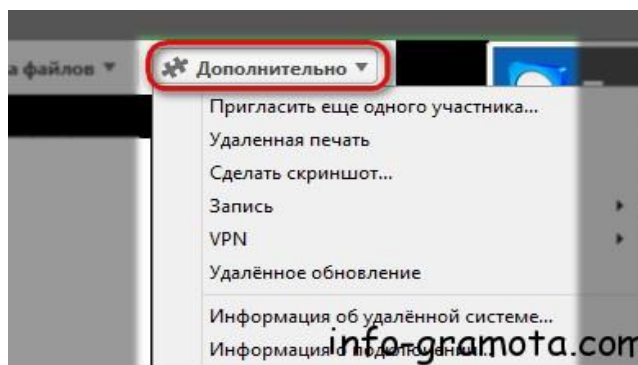 а файлов
Дополнительно
Пригласить еще одного участника...
Удаленная печать
Сделать скриншот...
Запись
VPN
Удалённое обновление
Информация об удалённой системе...
Информация о подключении...
info-gramota.com